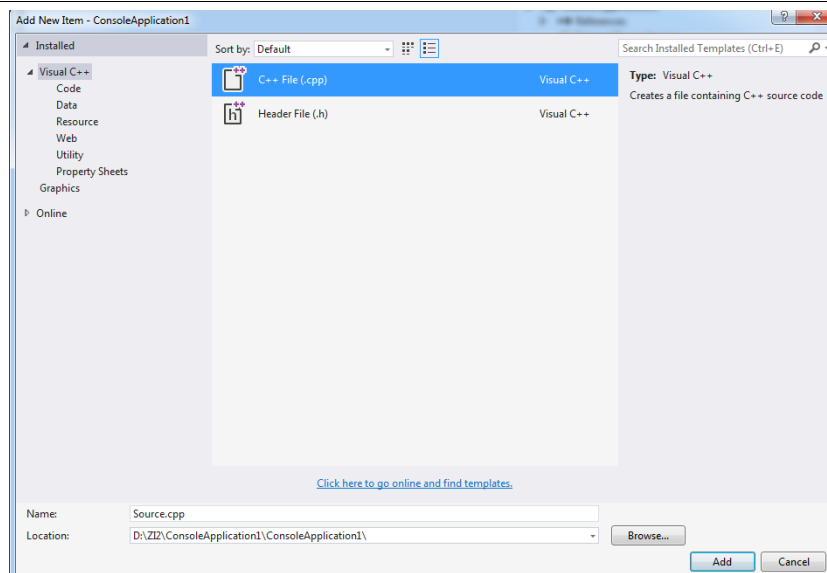 Add New Item - ConsoleApplication1
Installed
Sort by: Default
Search Installed Templates (Ctrl+E)
Visual C++
Code
Data
Resource
Web
Utility
Property Sheets
Graphics
Online
C++ File (.cpp) Visual C++
Header File (.h) Visual C++
Type: Visual C++
Creates a file containing C++ source code
Click here to go online and find templates.
Name: Source.cpp
Location: D:\ZI2\ConsoleApplication1\ConsoleApplication1\
Browse...
Add Cancel